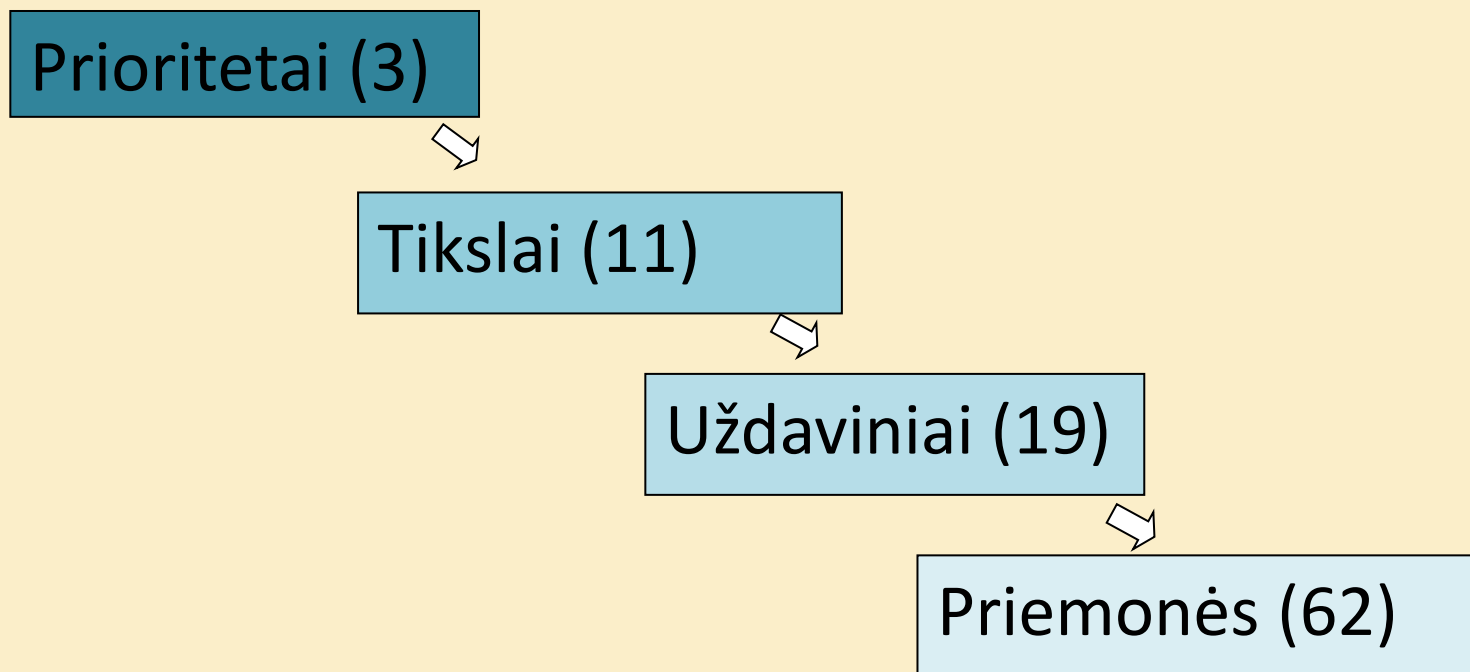 Prioritetai (3)
Tikslai (11)
Uždaviniai (19)
Priemonės (62)